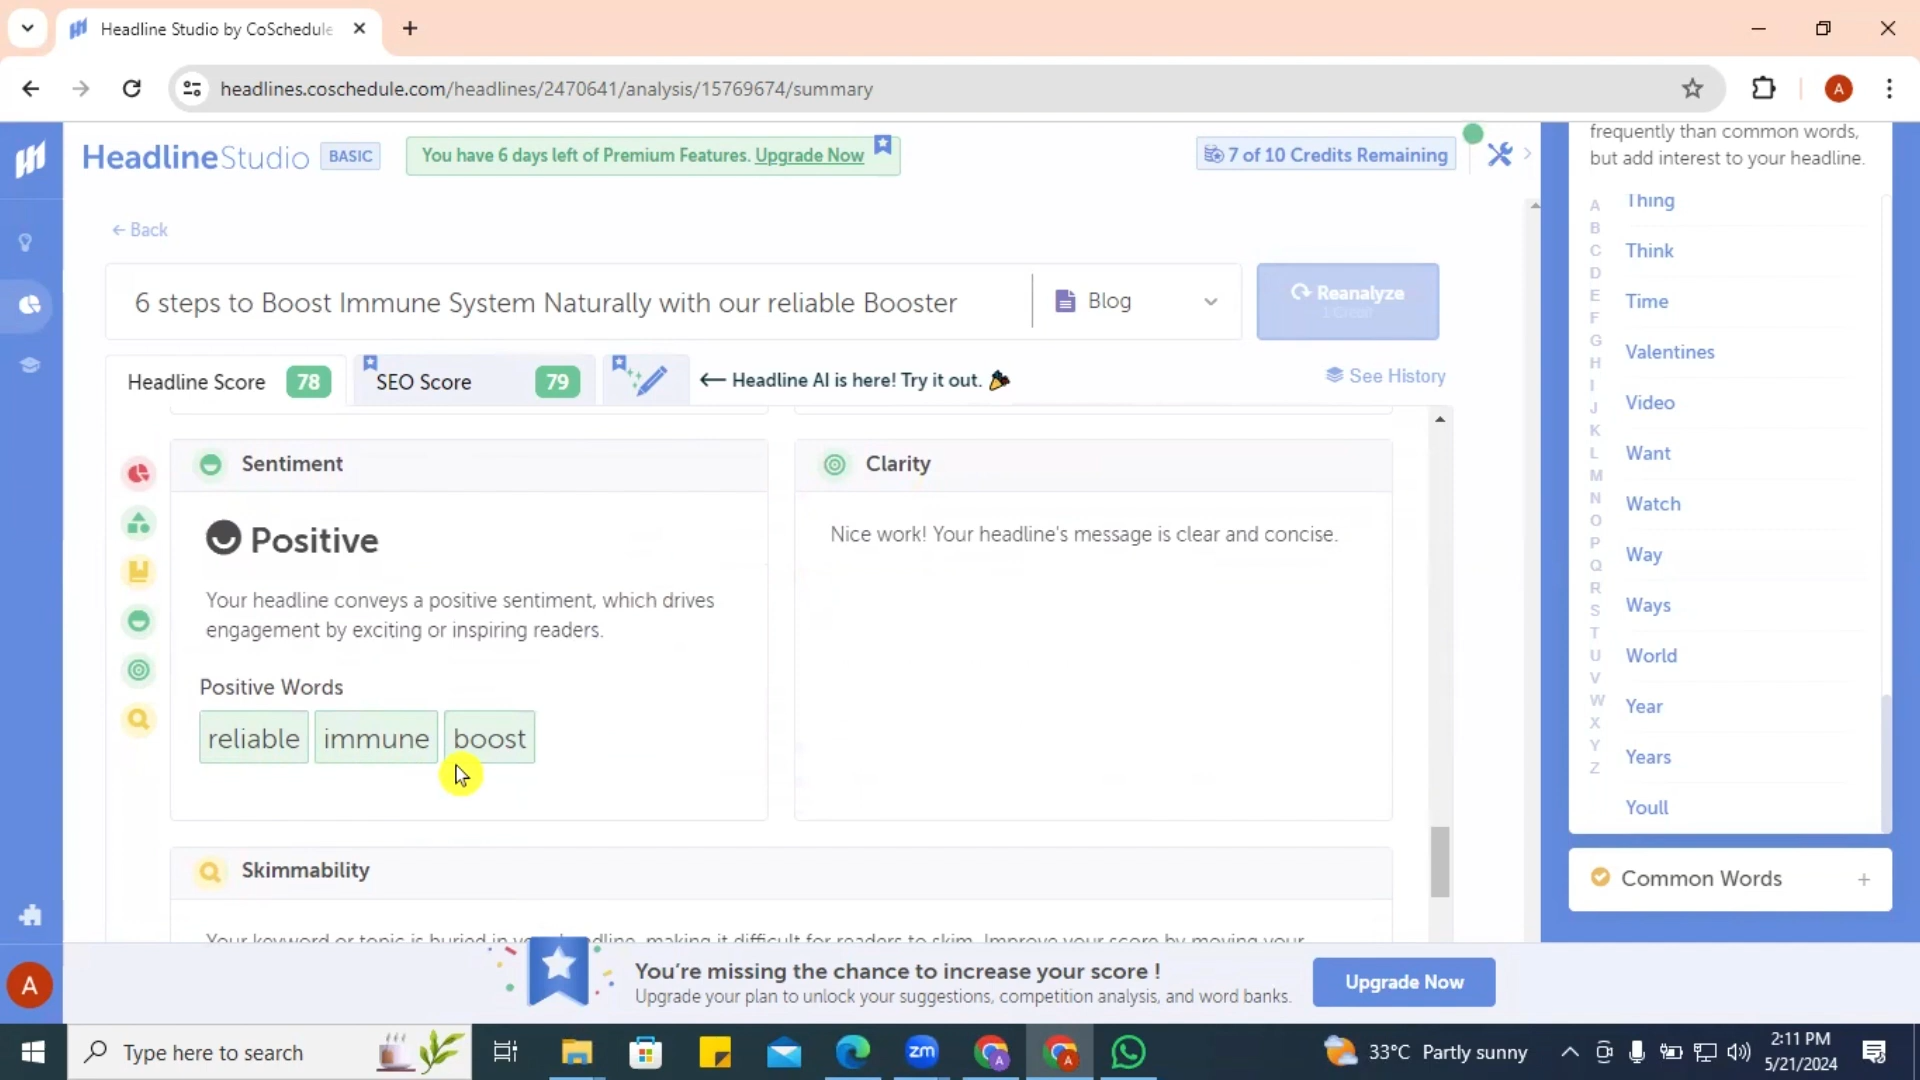 Headline Studio by CoSchedule
headlines.coschedule.com/headlines/2470641/analysis/15769674/summary
HeadlineStudio BASIC
You have 6 days left of Premium Features. Upgrade Now
7 of 10 Credits Remaining
← Back
6 steps to Boost Immune System Naturally with our reliable Booster
Blog
Reanalyze
Headline Score 78
SEO Score 79
← Headline AI is here! Try it out.
See History
Sentiment
Positive
Your headline conveys a positive sentiment, which drives
engagement by exciting or inspiring readers.
Positive Words
reliable immune boost
Clarity
Nice work! Your headline's message is clear and concise.
Skimmability
You're missing the chance to increase your score !
Upgrade your plan to unlock your suggestions, competition analysis, and word banks.
Upgrade Now
frequently than common words,
but add interest to your headline.
A
B
C
D
E
F
G
H
I
J
K
L
M
N
O
P
Q
R
S
T
U
V
W
X
Y
Z
Thing
Think
Time
Valentines
Video
Want
Watch
Way
Ways
World
Year
Years
Youll
Common Words +
A
A
Type here to search
zm
A
A
33°C Partly sunny
2:11 PM
5/21/2024